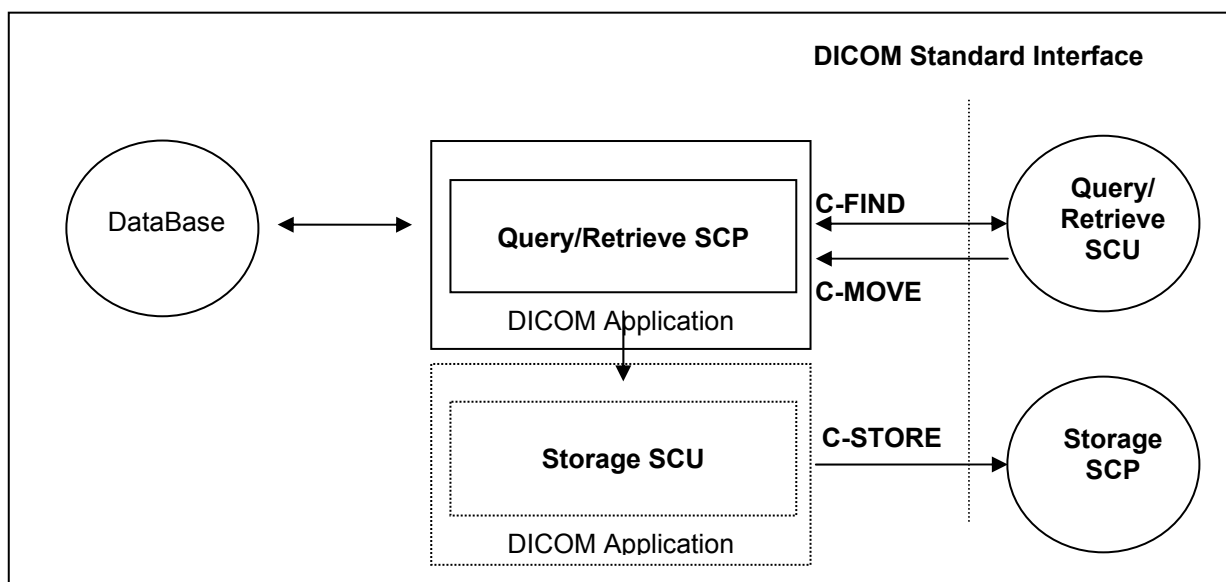 DICOM Standard Interface
DataBase
Query/Retrieve SCP
DICOM Application
C-FIND
C-MOVE
Query/
Retrieve
SCU
Storage SCU
DICOM Application
C-STORE
Storage
SCP